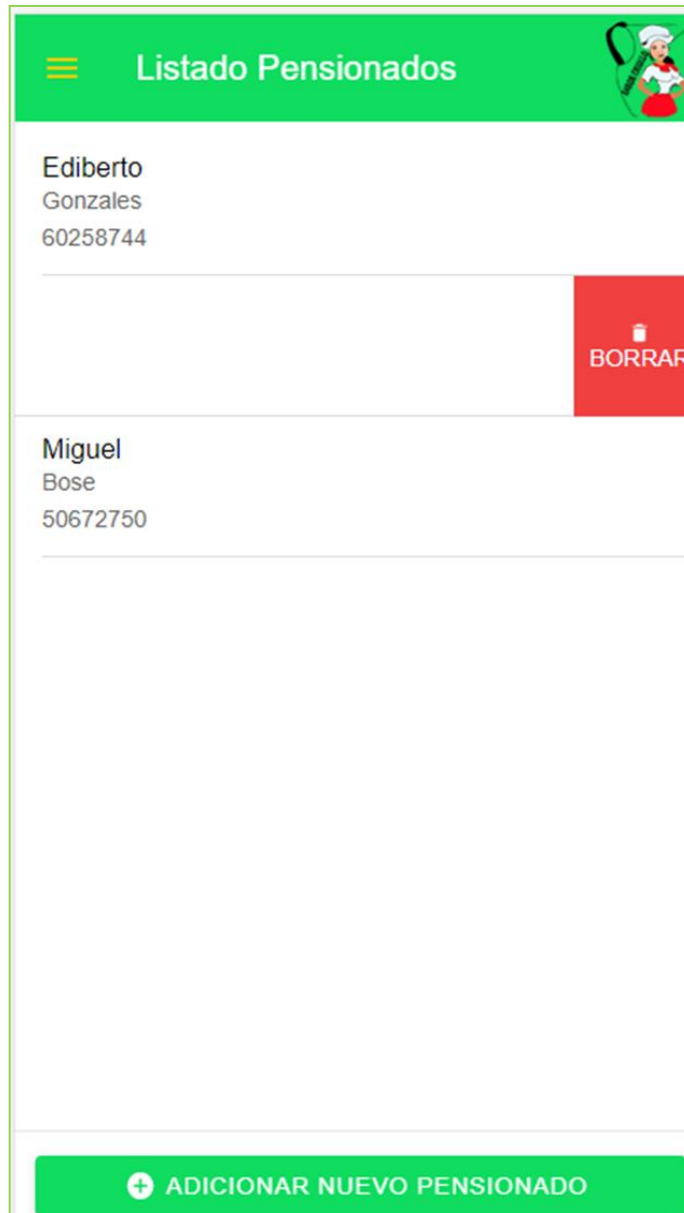 Listado Pensionados
Ediberto
Gonzales
60258744
BORRAR
Miguel
Bose
50672750
ADICIONAR NUEVO PENSIONADO